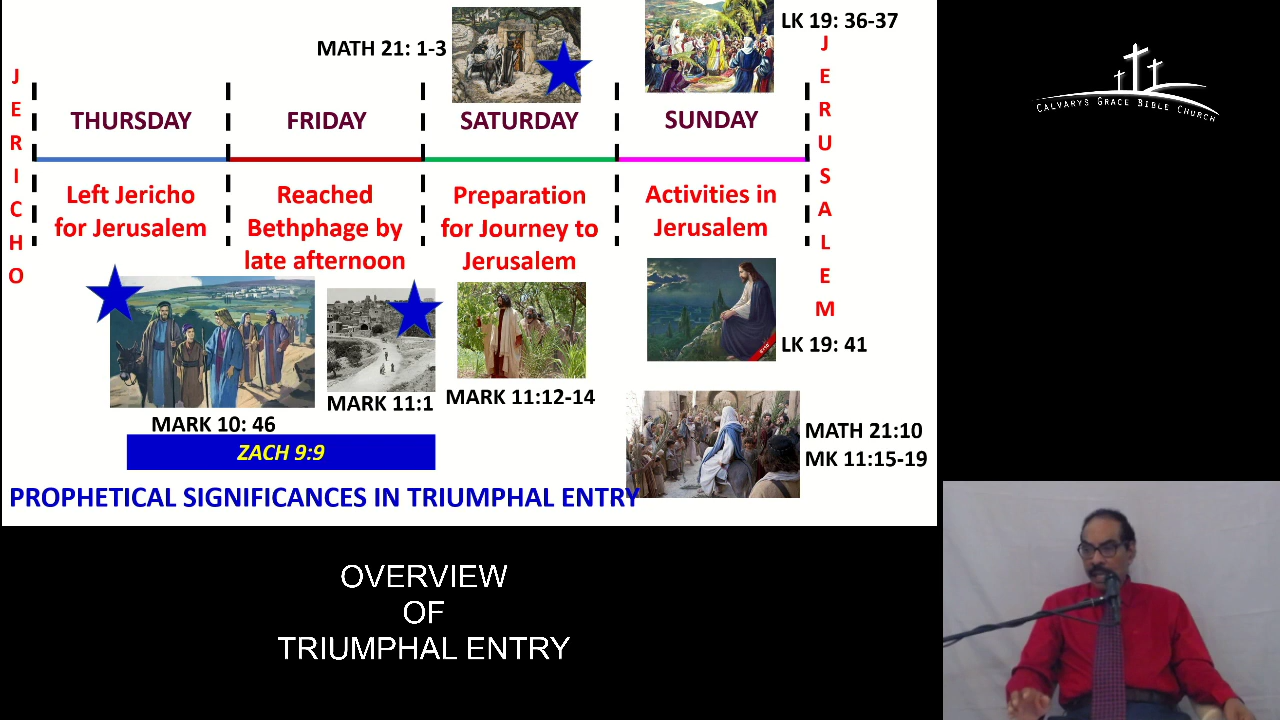 MATH 21: 1-3
LK 19: 36-37
JERICHO
THURSDAY
FRIDAY
SATURDAY
SUNDAY
JERUSALEM
Left Jericho
for Jerusalem
Reached
Bethphage by
late afternoon
Preparation
for Journey to
Jerusalem
Activities in
Jerusalem
LK 19: 41
MARK 10: 46
MARK 11:1
MARK 11:12-14
MATH 21:10
MK 11:15-19
ZACH 9:9
PROPHETICAL SIGNIFICANCES IN TRIUMPHAL ENTRY
OVERVIEW
OF
TRIUMPHAL ENTRY
CALVARYS GRACE BIBLE CHURCH